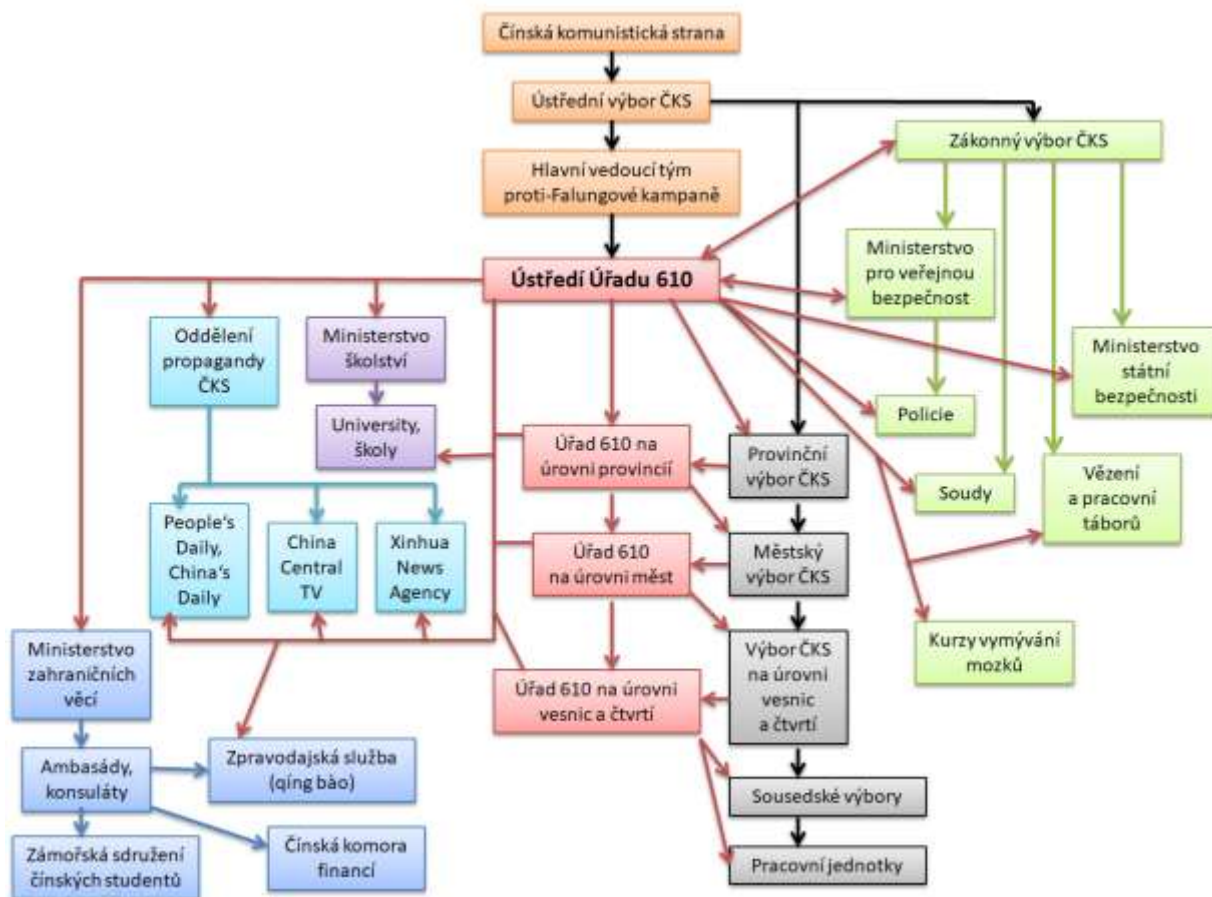 Čínská komunistická strana
Ústřední výbor ČKS
Zákonný výbor ČKS
Hlavní vedoucí tým
proti-Falungové kampaně
Ústředí Úřadu 610
Ministerstvo
pro veřejnou
bezpečnost
Oddělení
propagandy
ČKS
Ministerstvo
školství
Ministerstvo
státní
bezpečnosti
University,
školy
Policie
Úřad 610 na
úrovni provincií
Provinční
výbor ČKS
Soudy
Vězení
a pracovní
táborů
People‘s
Daily,
China‘s
Daily
China
Central
TV
Xinhua
News
Agency
Úřad 610
na úrovni měst
Městský
výbor ČKS
Ministerstvo
zahraničních
věcí
Úřad 610 na úrovni
vesnic a čtvrtí
Výbor ČKS
na úrovni
vesnic
a čtvrtí
Kurzy vymývání
mozků
Ambasády,
konsuláty
Zpravodajská služba
(qíng bào)
Sousedské výbory
Zámořská sdružení
čínských studentů
Čínská komora
financí
Pracovní jednotky